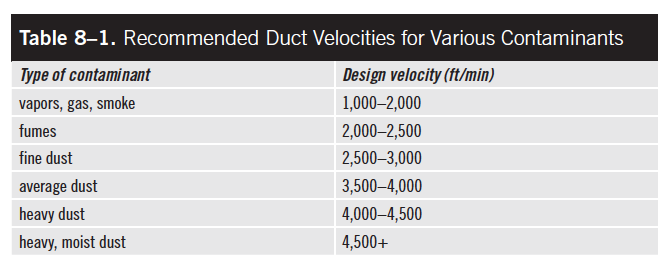 Table 8–1. Recommended Duct Velocities for Various Contaminants
Type of contaminant Design velocity (ft/min)
vapors, gas, smoke 1,000–2,000
fumes 2,000–2,500
fine dust 2,500–3,000
average dust 3,500–4,000
heavy dust 4,000–4,500
heavy, moist dust 4,500+